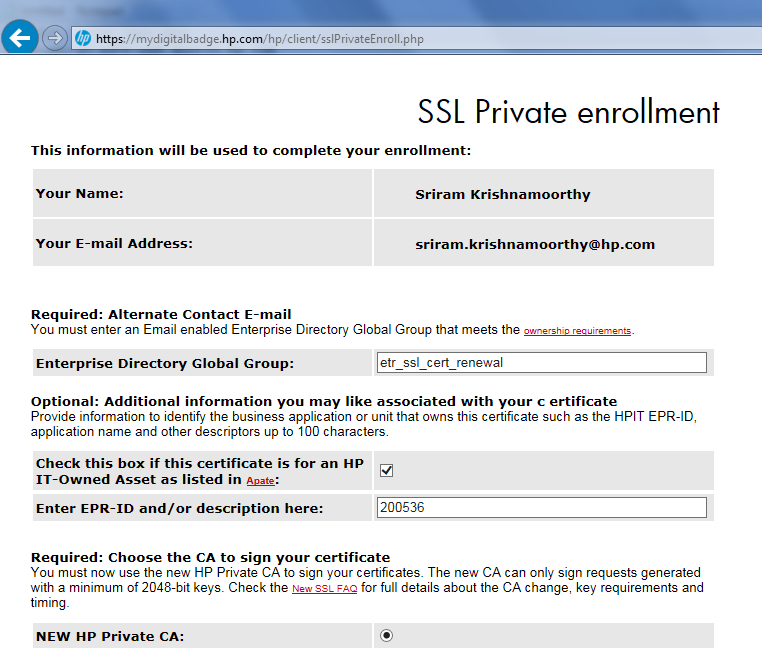 https://mydigitalbadge.hp.com/hp/client/sslPrivateEnroll.php
SSL Private enrollment
This information will be used to complete your enrollment:
Your Name: Sriram Krishnamoorthy
Your E-mail Address: sriram.krishnamoorthy@hp.com
Required: Alternate Contact E-mail
You must enter an Email enabled Enterprise Directory Global Group that meets the ownership requirements.
Enterprise Directory Global Group: etr_ssl_cert_renewal
Optional: Additional information you may like associated with your c ertificate
Provide information to identify the business application or unit that owns this certificate such as the HPIT EPR-ID,
application name and other descriptors up to 100 characters.
Check this box if this certificate is for an HP
IT-Owned Asset as listed in Apate:
Enter EPR-ID and/or description here: 200536
Required: Choose the CA to sign your certificate
You must now use the new HP Private CA to sign your certificates. The new CA can only sign requests generated
with a minimum of 2048-bit keys. Check the New SSL FAQ for full details about the CA change, key requirements and
timing.
NEW HP Private CA: